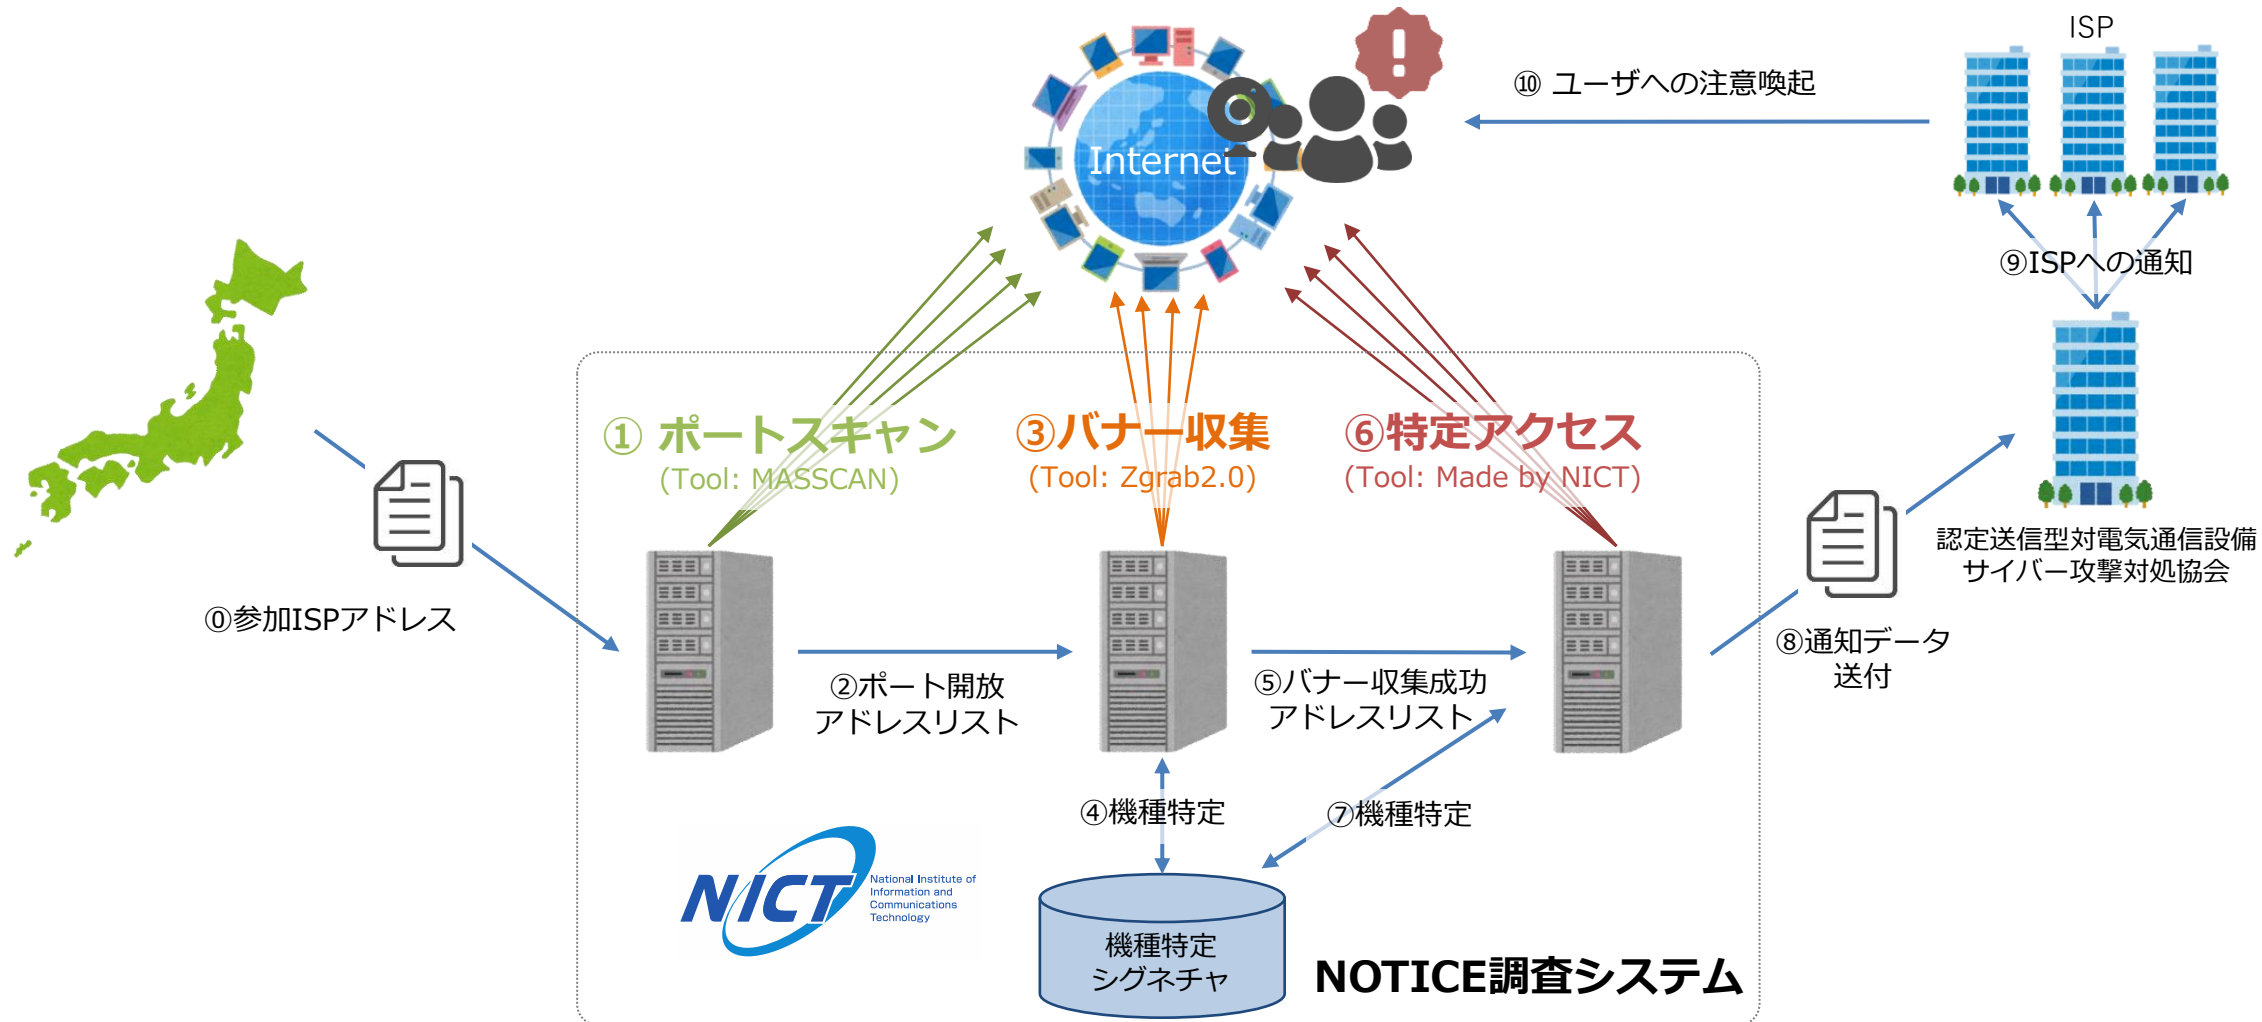 ISP
⑩ ユーザへの注意喚起
Internet
⑨ISPへの通知
① ポートスキャン
(Tool: MASSCAN)
③バナー収集
(Tool: Zgrab2.0)
⑥特定アクセス
(Tool: Made by NICT)
認定送信型対電気通信設備
サイバー攻撃対処協会
⓪参加ISPアドレス
②ポート開放
アドレスリスト
⑤バナー収集成功
アドレスリスト
⑧通知データ
送付
④機種特定
⑦機種特定
NICT
National Institute of
Information and
Communications
Technology
機種特定
シグネチャ
NOTICE調査システム